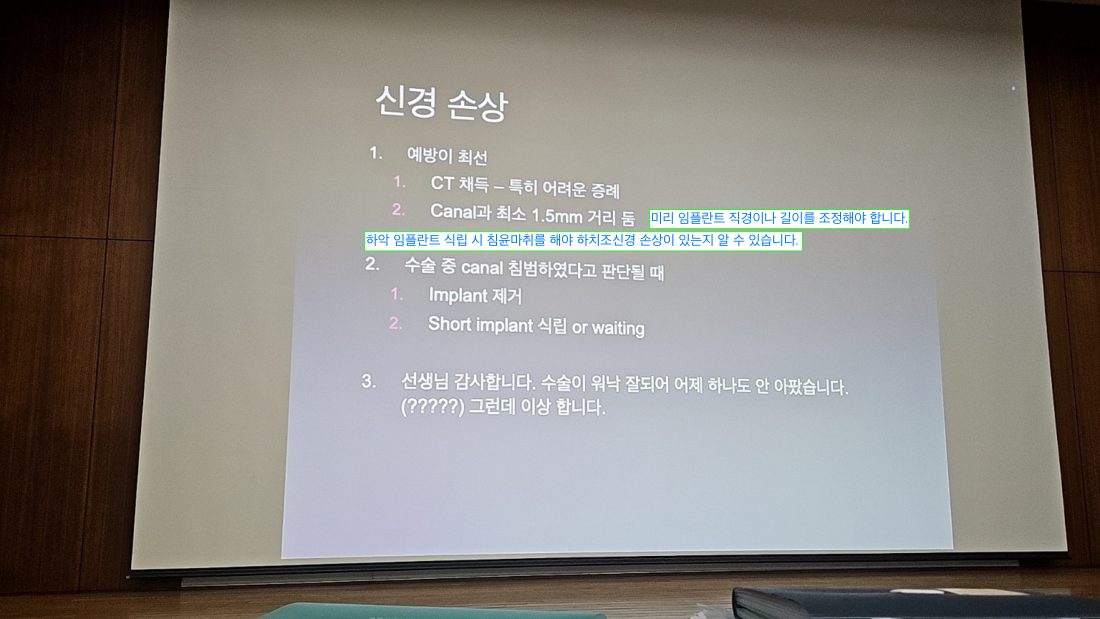 신경 손상
1. 예방이 최선
1. CT 채득 – 특히 어려운 증례
2. Canal과 최소 1.5mm 거리 둠 미리 임플란트 직경이나 길이를 조정해야 합니다.
하악 임플란트 식립 시 침윤마취를 해야 하치조신경 손상이 있는지 알 수 있습니다.
2. 수술 중 canal 침범하였다고 판단될 때
1. Implant 제거
2. Short implant 식립 or waiting
3. 선생님 감사합니다. 수술이 워낙 잘되어 어제 하나도 안 아팠습니다.
(?????) 그런데 이상 합니다.